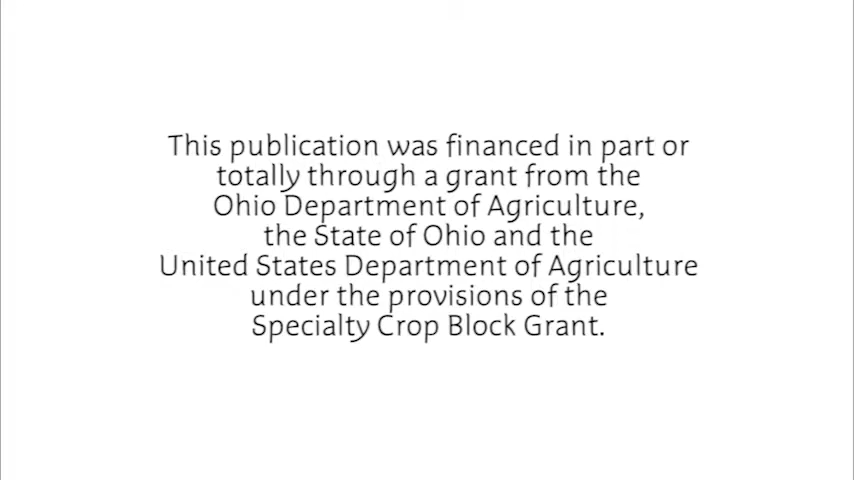 This publication was financed in part or
totally through a grant from the
Ohio Department of Agriculture,
the State of Ohio and the
United States Department of Agriculture
under the provisions of the
Specialty Crop Block Grant.